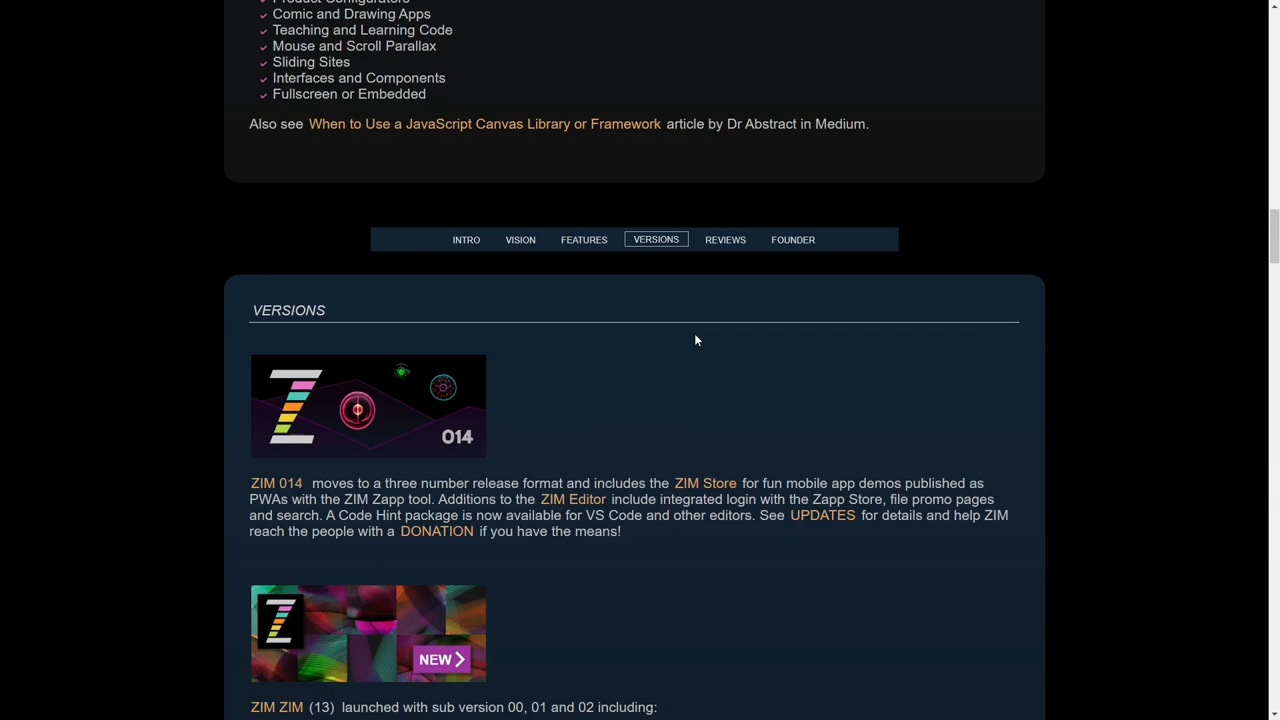 Comic and Drawing Apps
Teaching and Learning Code
Mouse and Scroll Parallax
Sliding Sites
Interfaces and Components
Fullscreen or Embedded
Also see When to Use a JavaScript Canvas Library or Framework article by Dr Abstract in Medium.
INTRO VISION FEATURES VERSIONS REVIEWS FOUNDER
VERSIONS
014
ZIM 014 moves to a three number release format and includes the ZIM Store for fun mobile app demos published as
PWAs with the ZIM Zapp tool. Additions to the ZIM Editor include integrated login with the Zapp Store, file promo pages
and search. A Code Hint package is now available for VS Code and other editors. See UPDATES for details and help ZIM
reach the people with a DONATION if you have the means!
NEW
ZIM ZIM (13) launched with sub version 00, 01 and 02 including: